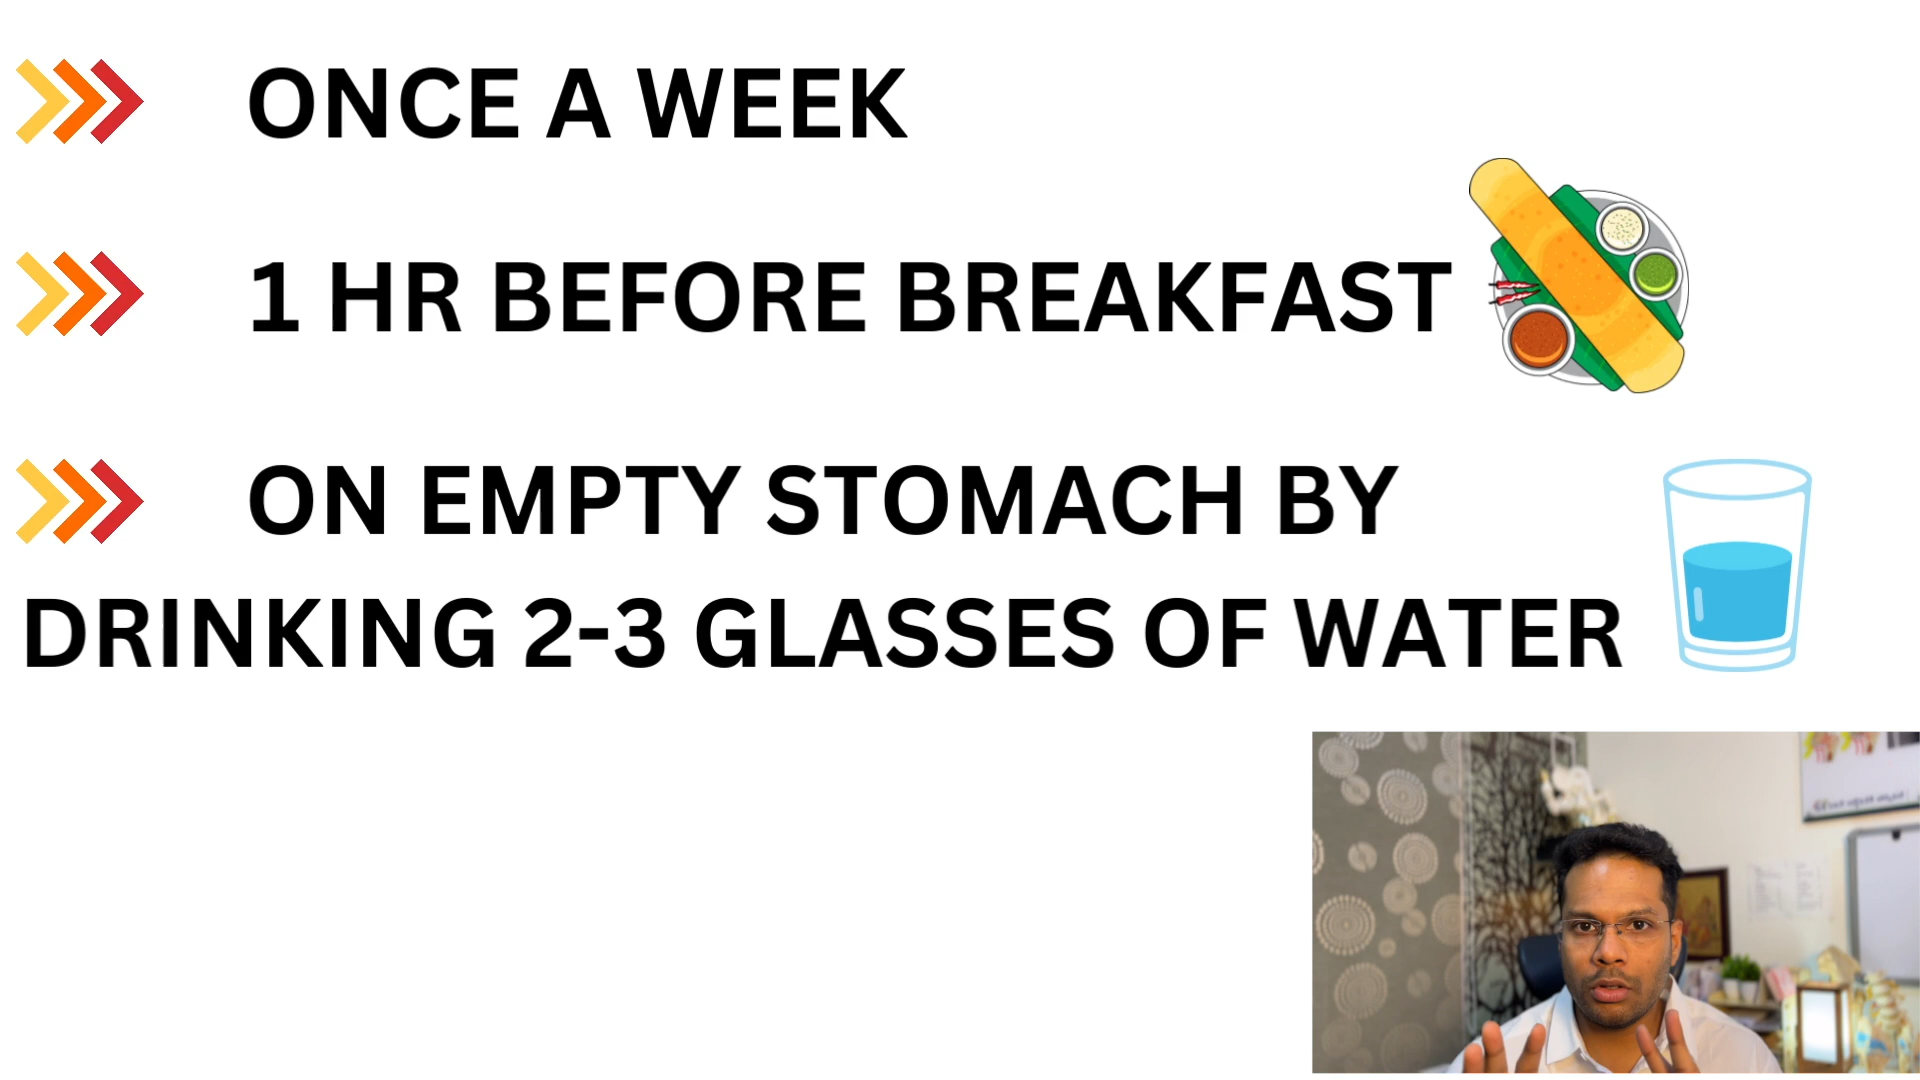 ONCE A WEEK
1 HR BEFORE BREAKFAST
ON EMPTY STOMACH BY
DRINKING 2-3 GLASSES OF WATER